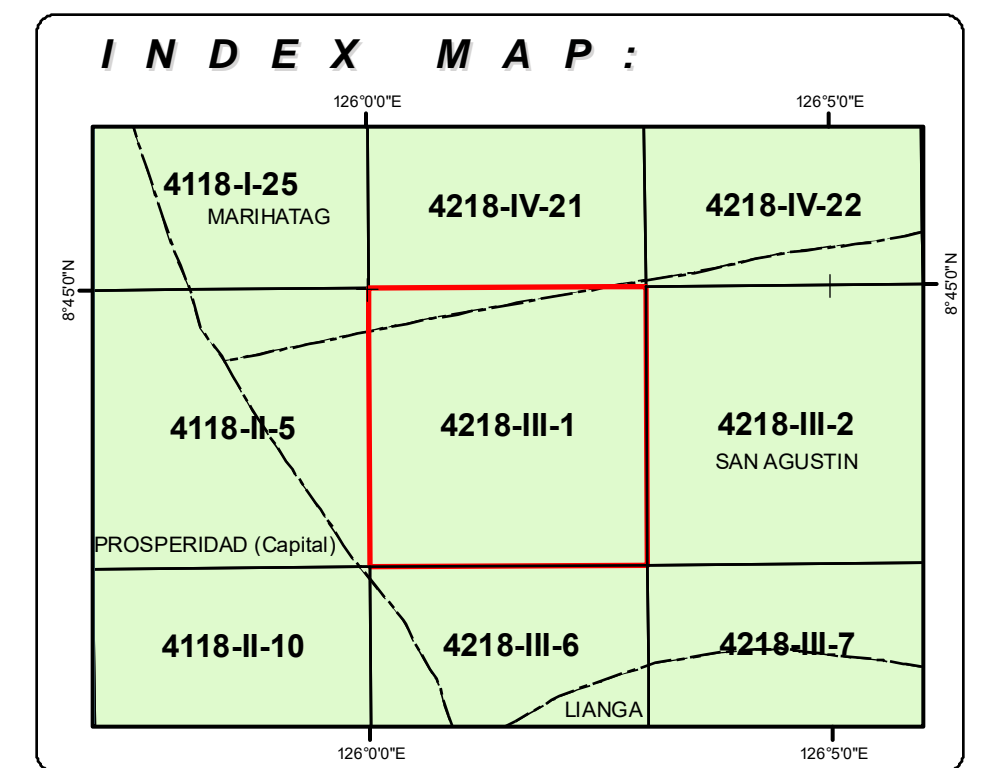 INDEX MAP:
126°0'0"E
126°5'0"E
4118-I-25
MARIHATAG
4218-IV-21
4218-IV-22
8°45'0"N
8°45'0"N
4118-II-5
4218-III-1
4218-III-2
SAN AGUSTIN
PROSPERIDAD (Capital)
4118-II-10
4218-III-6
4218-III-7
LIANGA
126°0'0"E
126°5'0"E